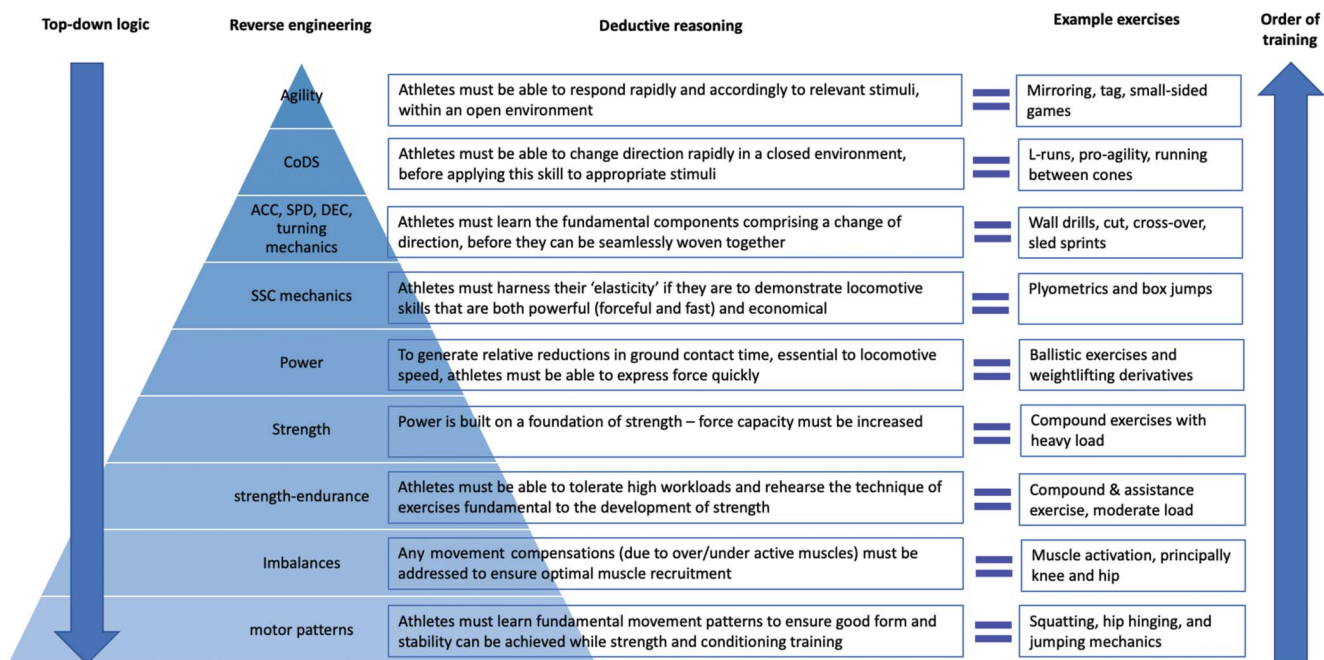 Top-down logic
Reverse engineering
Deductive reasoning
Example exercises
Order of
training
Agility
Athletes must be able to respond rapidly and accordingly to relevant stimuli,
within an open environment
Mirroring, tag, small-sided
games
CoDS
Athletes must be able to change direction rapidly in a closed environment,
before applying this skill to appropriate stimuli
L-runs, pro-agility, running
between cones
ACC, SPD, DEC,
turning
mechanics
Athletes must learn the fundamental components comprising a change of
direction, before they can be seamlessly woven together
Wall drills, cut, cross-over,
sled sprints
SSC mechanics
Athletes must harness their ‘elasticity’ if they are to demonstrate locomotive
skills that are both powerful (forceful and fast) and economical
Plyometrics and box jumps
Power
To generate relative reductions in ground contact time, essential to locomotive
speed, athletes must be able to express force quickly
Ballistic exercises and
weightlifting derivatives
Strength
Power is built on a foundation of strength – force capacity must be increased
Compound exercises with
heavy load
strength-endurance
Athletes must be able to tolerate high workloads and rehearse the technique of
exercises fundamental to the development of strength
Compound & assistance
exercise, moderate load
Imbalances
Any movement compensations (due to over/under active muscles) must be
addressed to ensure optimal muscle recruitment
Muscle activation, principally
knee and hip
motor patterns
Athletes must learn fundamental movement patterns to ensure good form and
stability can be achieved while strength and conditioning training
Squatting, hip hinging, and
jumping mechanics